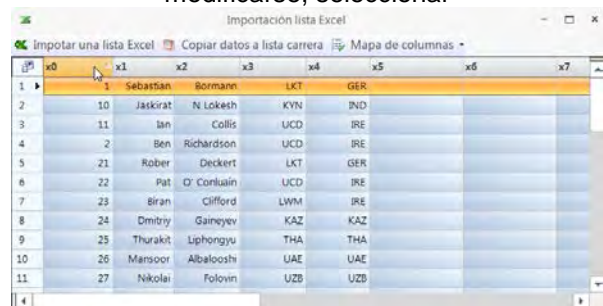 modificarse, seleccionar
Importación lista Excel
Impotar una lista Excel Copiar datos a lista carrera Mapa de columnas
x0 x1 x2 x3 x4 x5 x6 x7
1 1 Sebastian Bormann LKT GER
2 10 Jaskirat N Lokesh KVN IND
3 11 Ian Collis UCD IRE
4 2 Ben Richardson UCD IRE
5 21 Rober Deckert LKT GER
6 22 Pat O' Conluain UCD IRE
7 23 Biran Clifford LWM IRE
8 24 Dmitriy Gaineyev KAZ KAZ
9 25 Thurakit Liphongyu THA THA
10 26 Mansoor Albalooshi UAE UAE
11 27 Nikolai Folovin UZB UZB